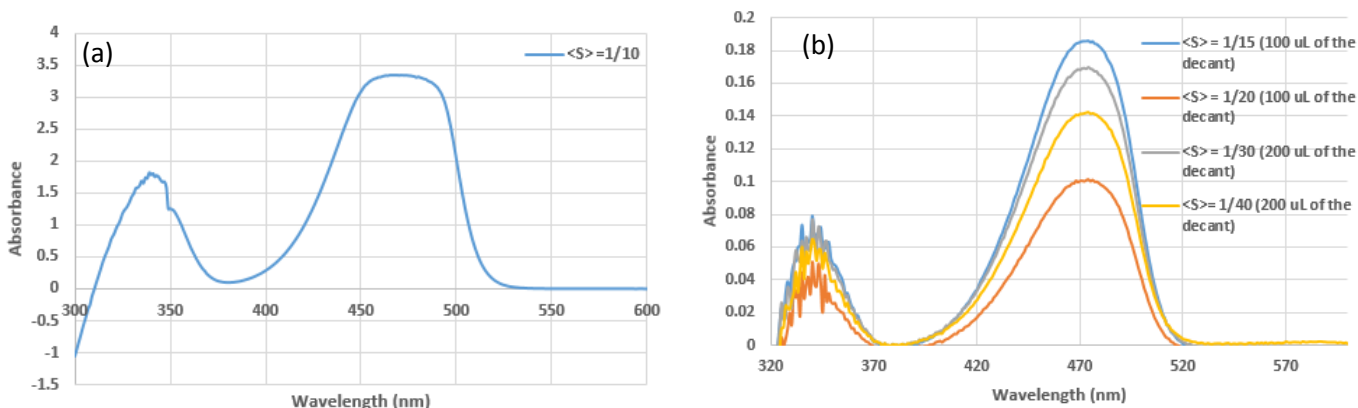 (a)
<S> =1/10
4
3.5
3
2.5
2
1.5
1
0.5
0
-0.5
-1
-1.5
300 350 400 450 500 550 600
Absorbance
Wavelength (nm)
(b)
<S> = 1/15 (100 uL of the
decant)
<S> = 1/20 (100 uL of the
decant)
<S> = 1/30 (200 uL of the
decant)
<S>= 1/40 (200 uL of the
decant)
0.2
0.18
0.16
0.14
0.12
0.1
0.08
0.06
0.04
0.02
0
320 370 420 470 520 570
Absorbance
Wavelength (nm)